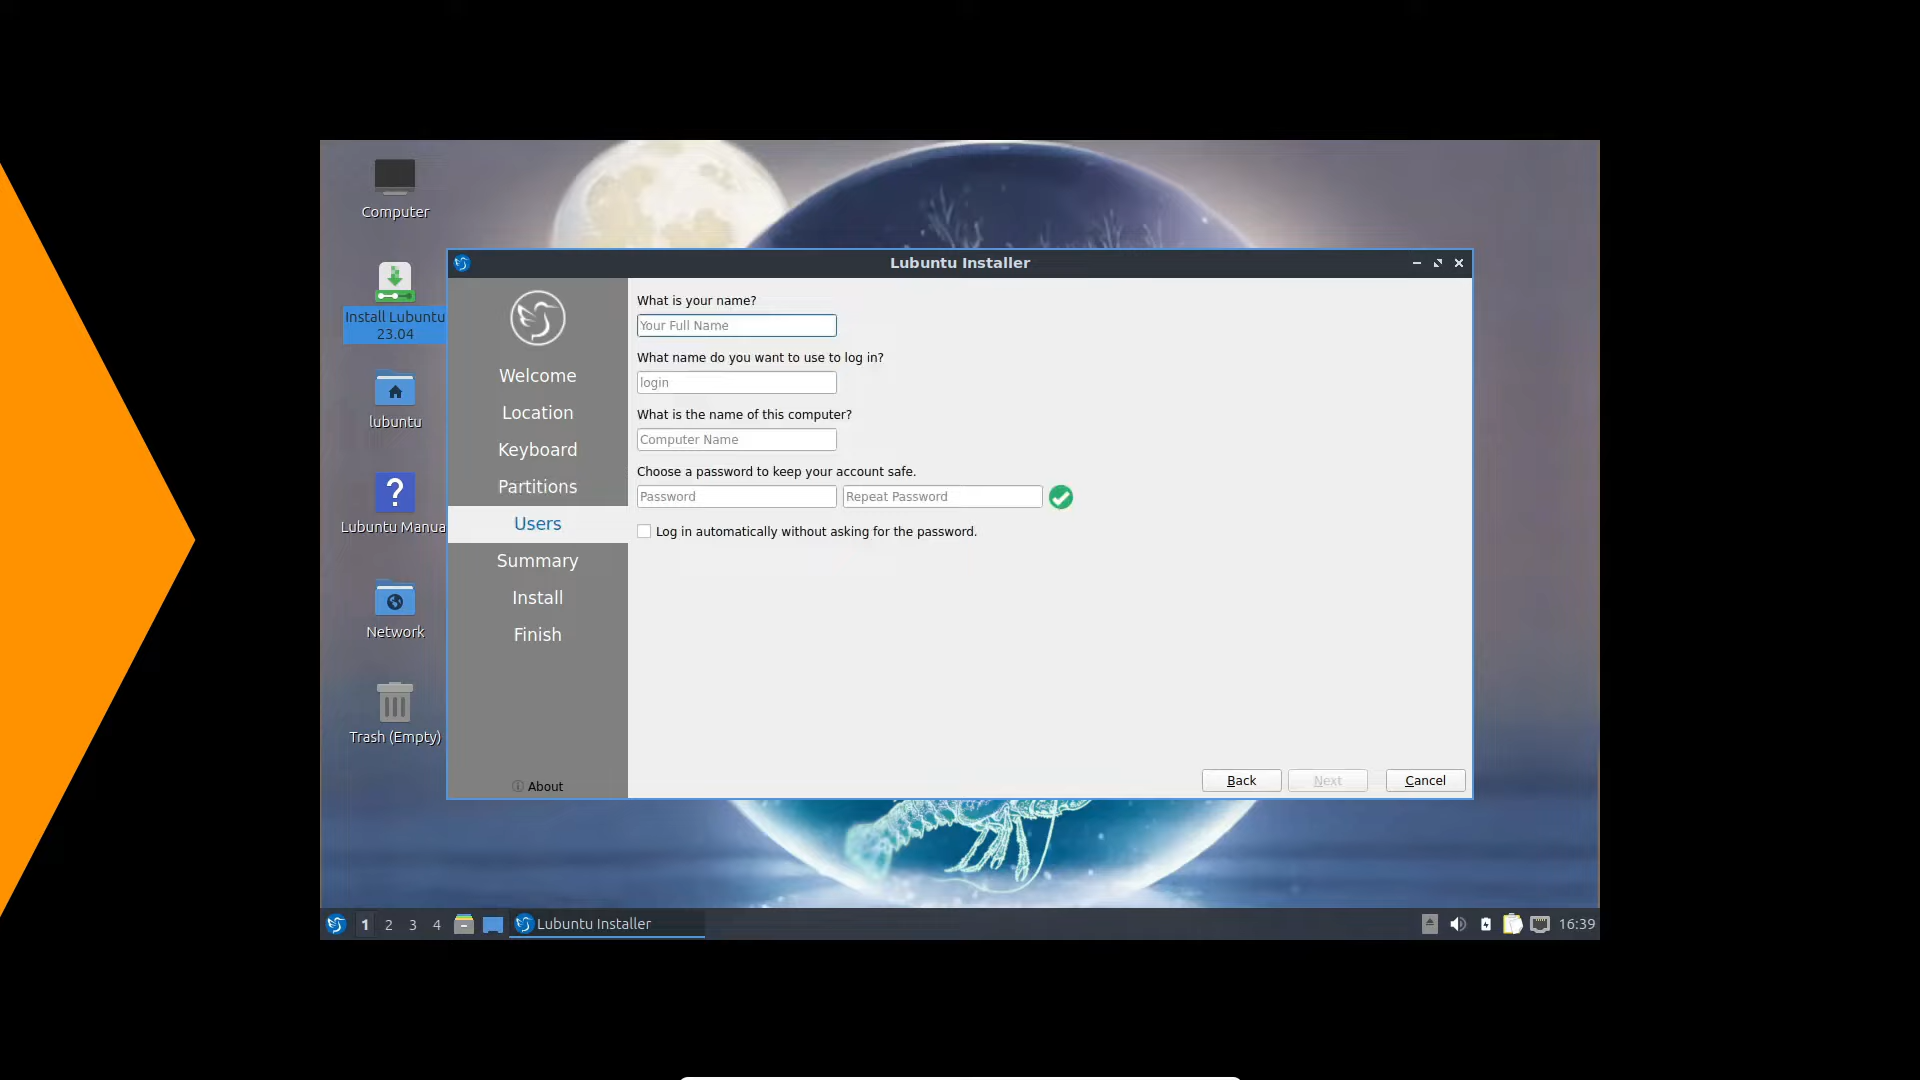 Computer
Install Lubuntu
23.04
lubuntu
Lubuntu Manua
Network
Trash (Empty)
Lubuntu Installer
Welcome
Location
Keyboard
Partitions
Users
Summary
Install
Finish
About
What is your name?
Your Full Name
What name do you want to use to log in?
login
What is the name of this computer?
Computer Name
Choose a password to keep your account safe.
Password Repeat Password
Log in automatically without asking for the password.
Back Next Cancel
1 2 3 4 Lubuntu Installer 16:39